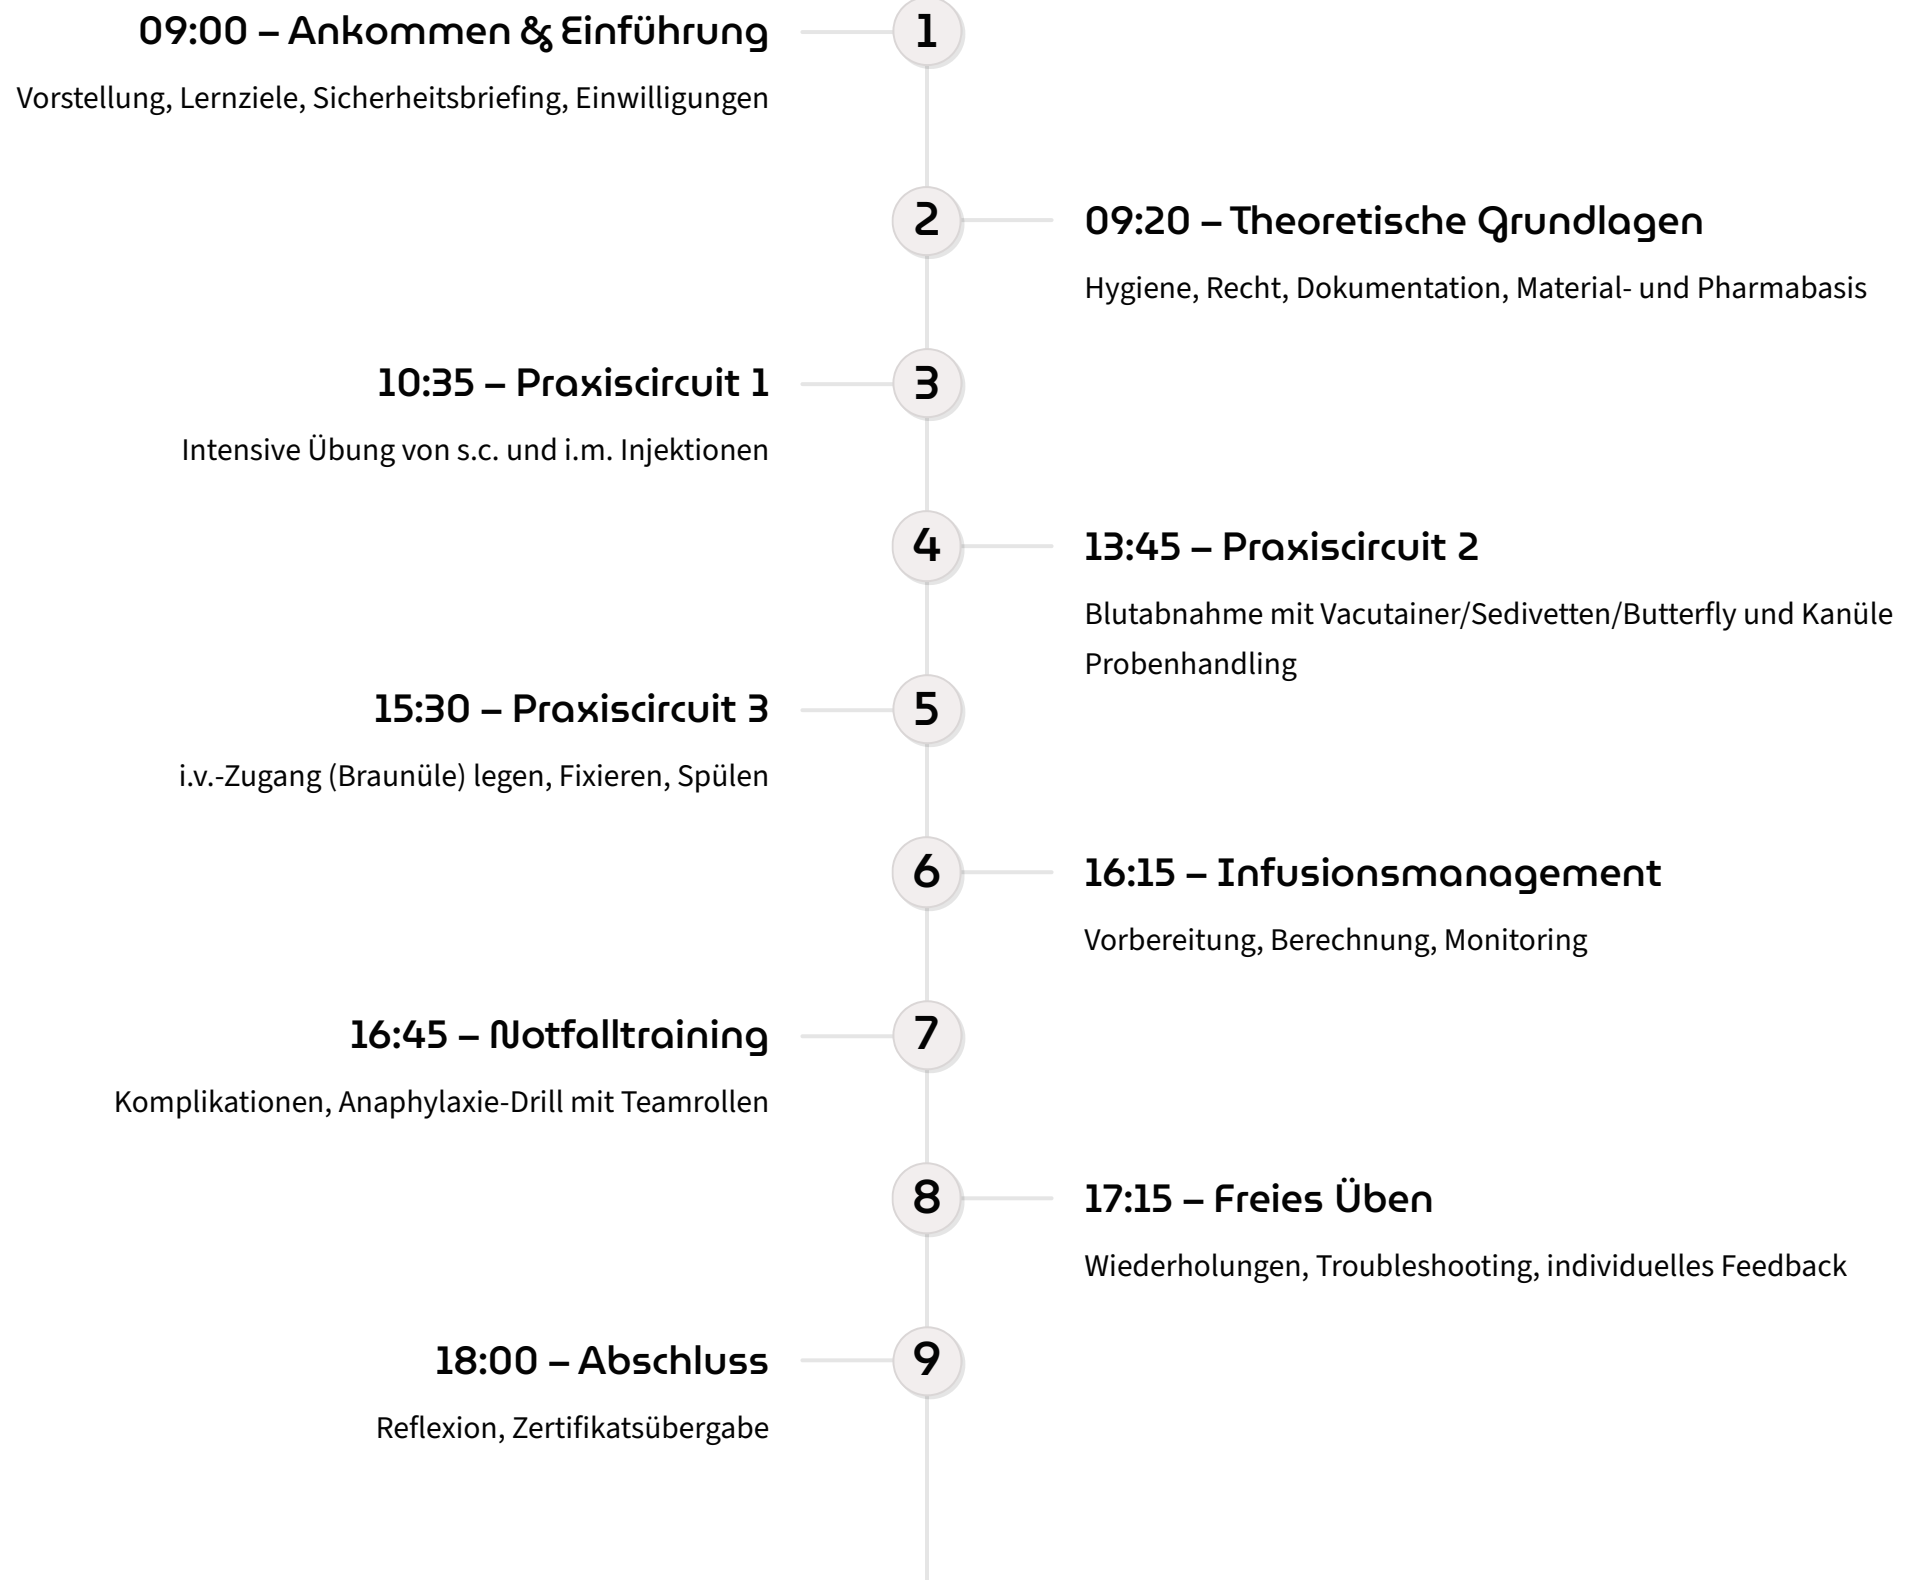 09:00 – Ankommen & Einführung
1
Vorstellung, Lernziele, Sicherheitsbriefing, Einwilligungen
2
09:20 – Theoretische Grundlagen
Hygiene, Recht, Dokumentation, Material- und Pharmabasis
10:35 – Praxiscircuit 1
3
Intensive Übung von s.c. und i.m. Injektionen
4
13:45 – Praxiscircuit 2
Blutabnahme mit Vacutainer/Sedivetten/Butterfly und Kanüle
Probenhandling
15:30 – Praxiscircuit 3
5
i.v.-Zugang (Braunüle) legen, Fixieren, Spülen
6
16:15 – Infusionsmanagement
Vorbereitung, Berechnung, Monitoring
16:45 – Notfalltraining
7
Komplikationen, Anaphylaxie-Drill mit Teamrollen
8
17:15 – Freies Üben
Wiederholungen, Troubleshooting, individuelles Feedback
18:00 – Abschluss
9
Reflexion, Zertifikatsübergabe